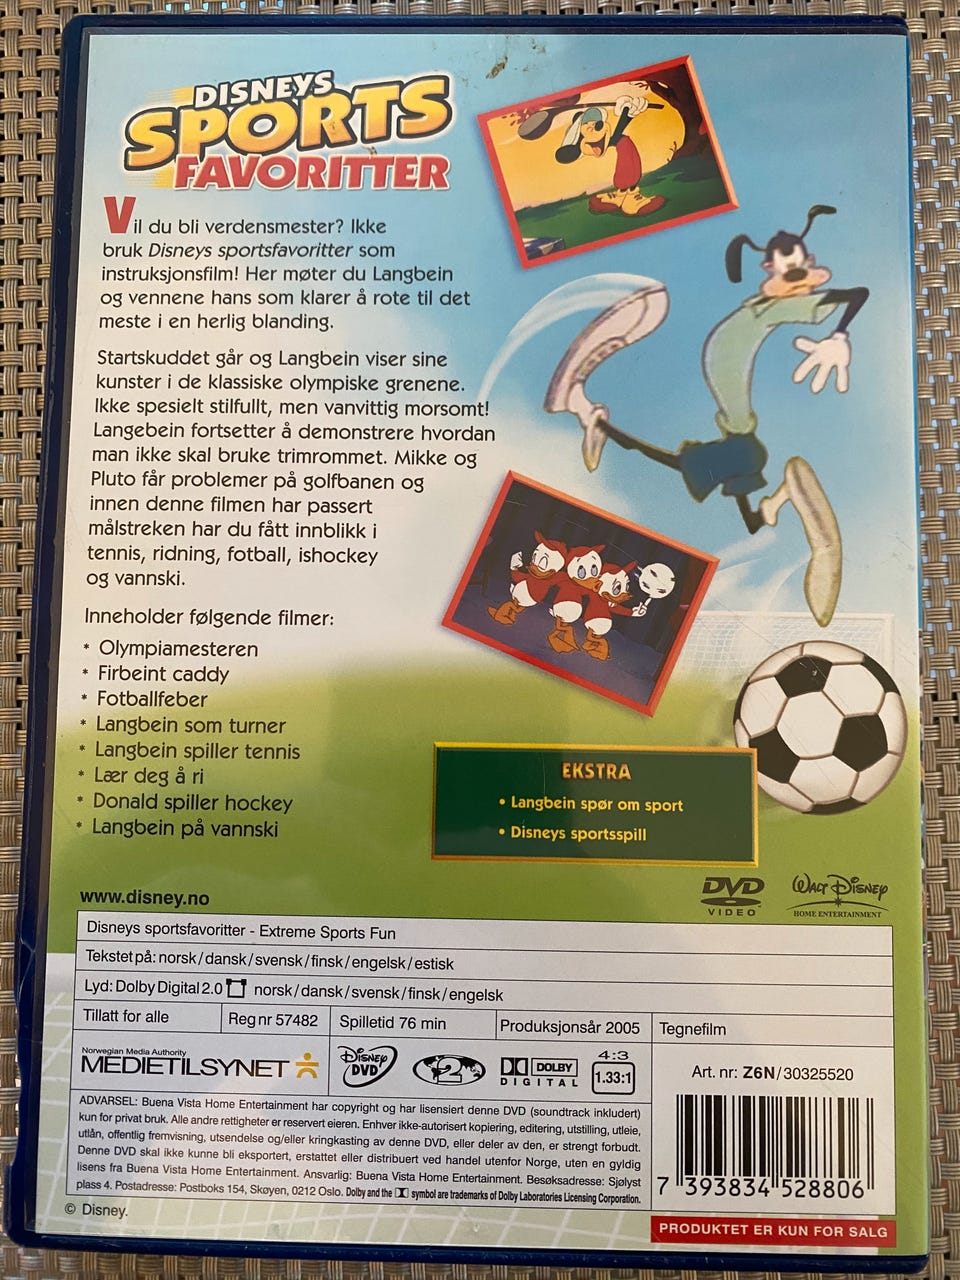 DISNEYS
SPORTS
FAVORITTER
Vil du bli verdensmester? Ikke
bruk Disneys sportsfavoritter som
instruksjonsfilm! Her møter du Langbein
og vennene hans som klarer å rote til det
meste i en herlig blanding.
Startskuddet går og Langbein viser sine
kunster i de klassiske olympiske grenene.
Ikke spesielt stilfullt, men vanvittig morsomt!
Langebein fortsetter å demonstrere hvordan
man ikke skal bruke trimrommet. Mikke og
Pluto får problemer på golfbanen og
innen denne filmen har passert
målstreken har du fått innblikk i
tennis, ridning, fotball, ishockey
og vannski.
Inneholder følgende filmer:
* Olympiamesteren
* Firbeint caddy
* Fotballfeber
* Langbein som turner
* Langbein spiller tennis
* Lær deg å ri
* Donald spiller hockey
* Langbein på vannski
EKSTRA
• Langbein spør om sport
• Disneys sportsspill
www.disney.no
DVD
VIDEO
WALT DISNEY
HOME ENTERTAINMENT
Disneys sportsfavoritter - Extreme Sports Fun
Tekstet på: norsk/dansk/svensk/finsk/engelsk/estisk
Lyd: Dolby Digital 2.0 norsk/dansk/svensk/finsk/engelsk
Tillatt for alle
Reg nr 57482
Spilletid 76 min
Produksjonsår 2005
Tegnefilm
Norwegian Media Authority
MEDIETILSYNET
DISNEY
DVD
2
DOLBY
DIGITAL
4:3
1.33:1
Art. nr: Z6N/30325520
ADVARSEL: Buena Vista Home Entertainment har copyright og har lisensiert denne DVD (soundtrack inkludert)
kun for privat bruk. Alle andre rettigheter er reservert eieren. Enhver ikke-autorisert kopiering, editering, utstilling, utleie,
utlån, offentlig fremvisning, utsendelse og/eller kringkasting av denne DVD, eller deler av den, er strengt forbudt.
Denne DVD skal ikke kunne bli eksportert, erstattet eller distribuert ved handel utenfor Norge, uten en gyldig
lisens fra Buena Vista Home Entertainment. Ansvarlig: Buena Vista Home Entertainment. Besøksadresse: Sjølyst
plass 4. Postadresse: Postboks 154, Skøyen, 0212 Oslo. Dolby and the symbol are trademarks of Dolby Laboratories Licensing Corporation.
7 393834 528806
© Disney.
PRODUKTET ER KUN FOR SALG